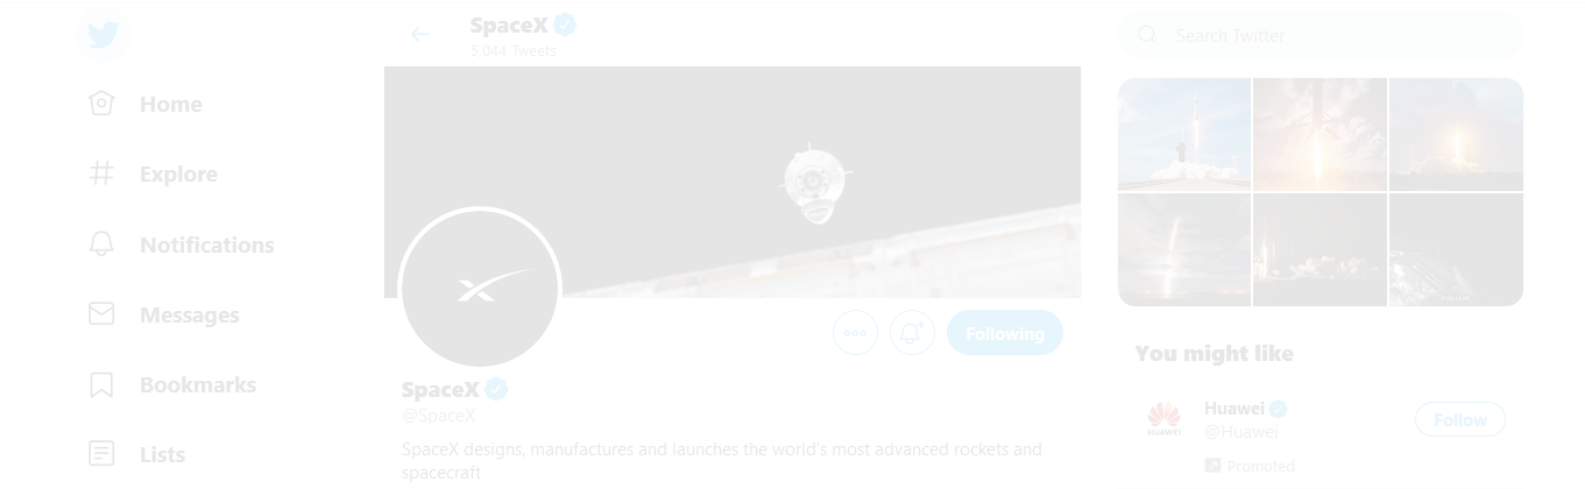 SpaceX
5,044 Tweets
Search Twitter
Home
Explore
Notifications
Messages
Bookmarks
Lists
Following
SpaceX
@SpaceX
SpaceX designs, manufactures and launches the world's most advanced rockets and
spacecraft
You might like
Huawei
@Huawei
HUAWEI
Follow
Promoted